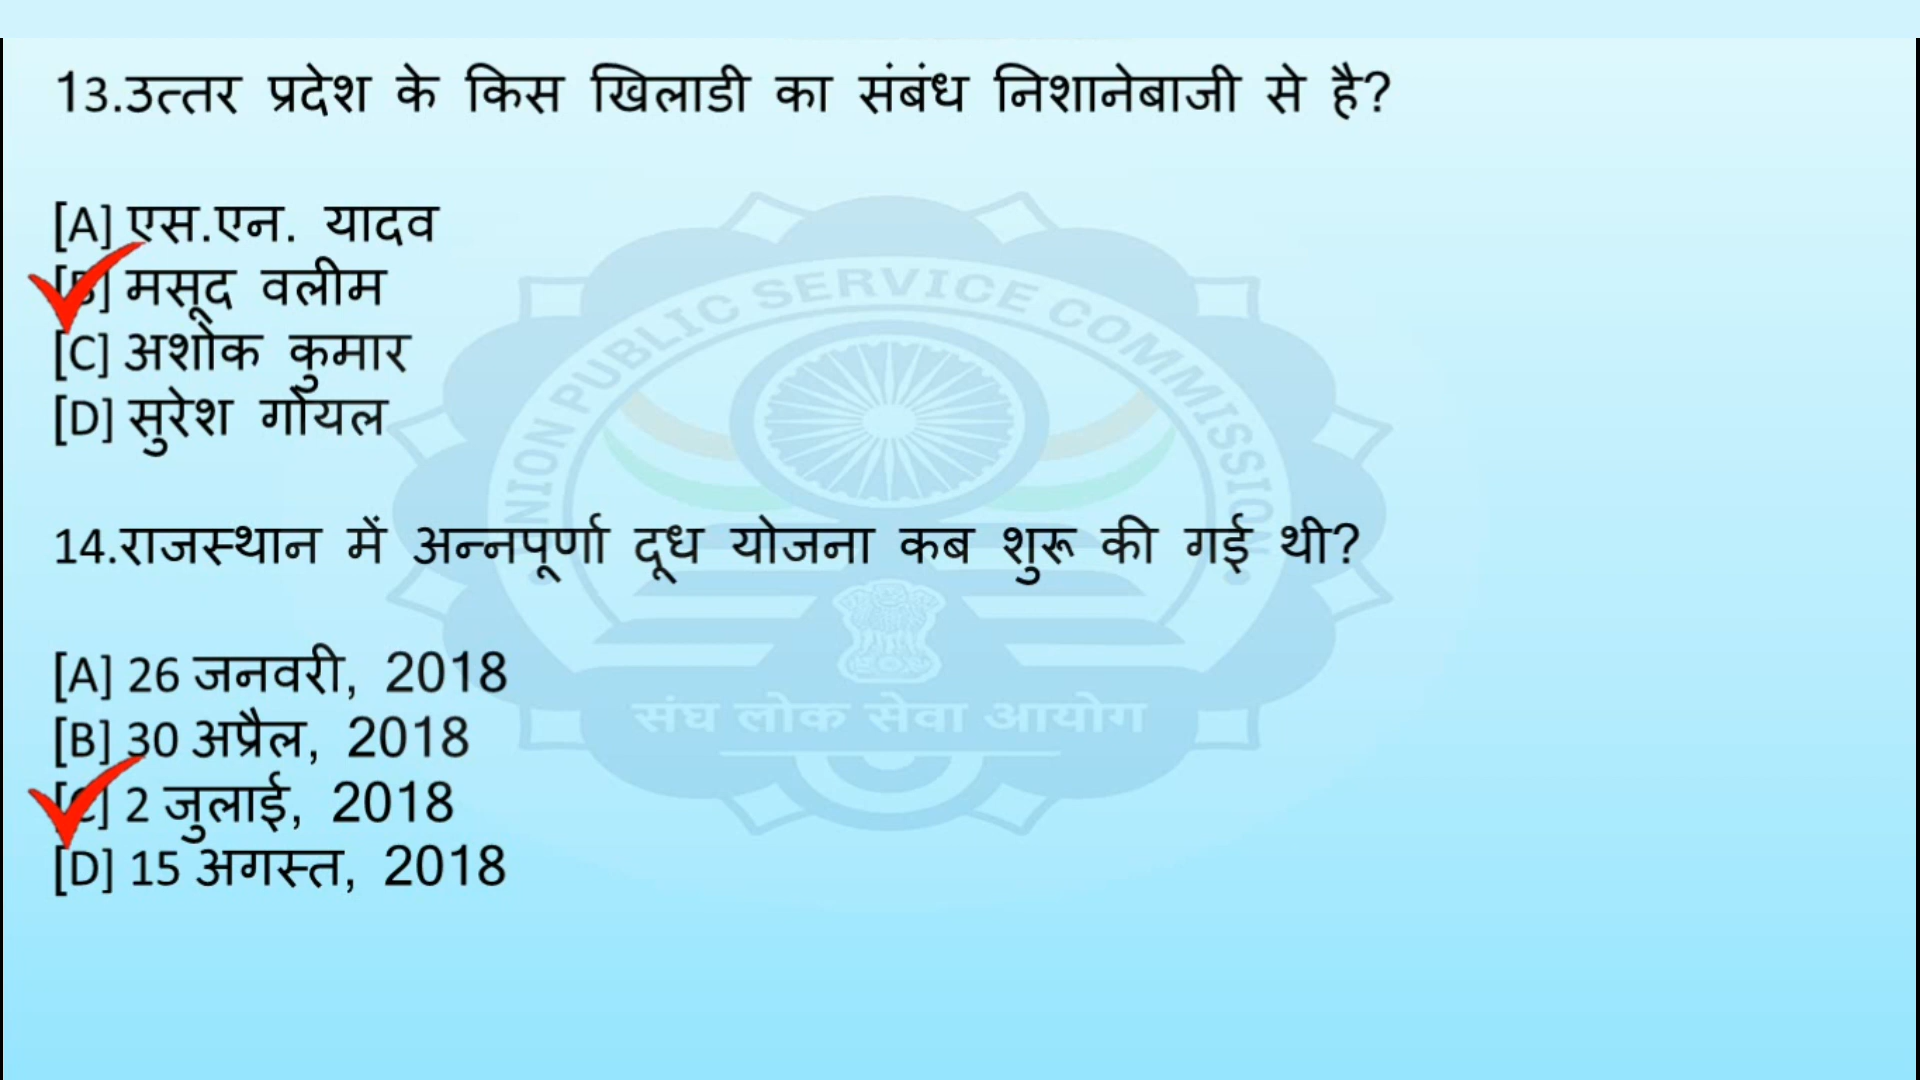 13.उत्तर प्रदेश के किस खिलाडी का संबंध निशानेबाजी से है?
[A] एस.एन. यादव
[B] मसूद वलीम
[C] अशोक कुमार
[D] सुरेश गोयल
14.राजस्थान में अन्नपूर्णा दूध योजना कब शुरू की गई थी?
[A] 26 जनवरी, 2018
[B] 30 अप्रैल, 2018
[C] 2 जुलाई, 2018
[D] 15 अगस्त, 2018
UNION PUBLIC SERVICE COMMISSION
संघ लोक सेवा आयोग